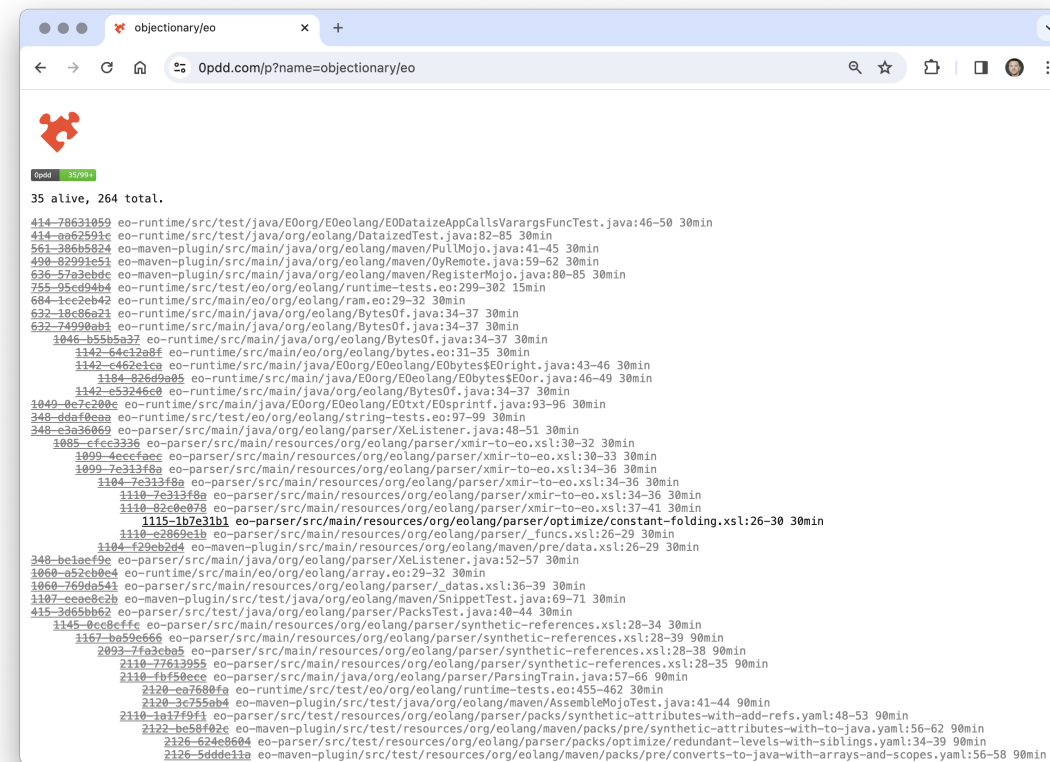 objectionary/eo
0pdd.com/p?name=objectionary/eo
0pdd 35/99+
35 alive, 264 total.
414-78631059 eo-runtime/src/test/java/EOorg/EOeolang/EODataizeAppCallsVarargsFuncTest.java:46-50 30min
414-aa62591c eo-runtime/src/test/java/org/eolang/DataizedTest.java:82-85 30min
561-386b5824 eo-maven-plugin/src/main/java/org/eolang/maven/PullMojo.java:41-45 30min
490-82991e51 eo-maven-plugin/src/main/java/org/eolang/maven/OyRemote.java:59-62 30min
636-57a3ebdc eo-maven-plugin/src/main/java/org/eolang/maven/RegisterMojo.java:80-85 30min
755-95cd94b4 eo-runtime/src/test/eo/org/eolang/runtime-tests.eo:299-302 15min
684-1cc2eb42 eo-runtime/src/main/eo/org/eolang/ram.eo:29-32 30min
632-18c86a21 eo-runtime/src/main/java/org/eolang/BytesOf.java:34-37 30min
632-74990ab1 eo-runtime/src/main/java/org/eolang/BytesOf.java:34-37 30min
1046-b55b5a37 eo-runtime/src/main/java/org/eolang/BytesOf.java:34-37 30min
1142-64c12a8f eo-runtime/src/main/eo/org/eolang/bytes.eo:31-35 30min
1142-c462e1ca eo-runtime/src/main/java/EOorg/EOeolang/EObytes$EOright.java:43-46 30min
1184-826d9a05 eo-runtime/src/main/java/EOorg/EOeolang/EObytes$EOor.java:46-49 30min
1142-e53246c0 eo-runtime/src/main/java/org/eolang/BytesOf.java:34-37 30min
1049-0e7c200c eo-runtime/src/main/java/EOorg/EOeolang/EOtxt/EOsprintf.java:93-96 30min
348-ddaf0eaa eo-runtime/src/test/eo/org/eolang/string-tests.eo:97-99 30min
348-e3a36069 eo-parser/src/main/java/org/eolang/parser/XeListener.java:48-51 30min
1085-cfcc3336 eo-parser/src/main/resources/org/eolang/parser/xmir-to-eo.xsl:30-32 30min
1099-4eccfaec eo-parser/src/main/resources/org/eolang/parser/xmir-to-eo.xsl:30-33 30min
1099-7e313f8a eo-parser/src/main/resources/org/eolang/parser/xmir-to-eo.xsl:34-36 30min
1104-7e313f8a eo-parser/src/main/resources/org/eolang/parser/xmir-to-eo.xsl:34-36 30min
1110-7e313f8a eo-parser/src/main/resources/org/eolang/parser/xmir-to-eo.xsl:34-36 30min
1110-82c0e078 eo-parser/src/main/resources/org/eolang/parser/xmir-to-eo.xsl:37-41 30min
1115-1b7e31b1 eo-parser/src/main/resources/org/eolang/parser/optimize/constant-folding.xsl:26-30 30min
1110-e2869e1b eo-parser/src/main/resources/org/eolang/parser/_funcs.xsl:26-29 30min
1104-f29eb2d4 eo-maven-plugin/src/main/resources/org/eolang/maven/pre/data.xsl:26-29 30min
348-be1aef9e eo-parser/src/main/java/org/eolang/parser/XeListener.java:52-57 30min
1060-a52cb0e4 eo-runtime/src/main/eo/org/eolang/array.eo:29-32 30min
1060-769da541 eo-parser/src/main/resources/org/eolang/parser/_datas.xsl:36-39 30min
1107-eeae8c2b eo-maven-plugin/src/test/java/org/eolang/maven/SnippetTest.java:69-71 30min
415-3d65bb62 eo-parser/src/test/java/org/eolang/parser/PacksTest.java:40-44 30min
1145-0cc8cffc eo-parser/src/main/resources/org/eolang/parser/synthetic-references.xsl:28-34 30min
1167-ba59e666 eo-parser/src/main/resources/org/eolang/parser/synthetic-references.xsl:28-39 90min
2093-7fa3cba5 eo-parser/src/main/resources/org/eolang/parser/synthetic-references.xsl:28-38 90min
2110-77613955 eo-parser/src/main/resources/org/eolang/parser/synthetic-references.xsl:28-35 90min
2110-fbf50ece eo-parser/src/main/java/org/eolang/parser/ParsingTrain.java:57-66 90min
2120-ea7680fa eo-runtime/src/test/eo/org/eolang/runtime-tests.eo:455-462 30min
2120-3c755ab4 eo-maven-plugin/src/test/java/org/eolang/maven/AssembleMojoTest.java:41-44 90min
2110-1a17f9f1 eo-parser/src/test/resources/org/eolang/parser/packs/synthetic-attributes-with-add-refs.yaml:48-53 90min
2122-be58f02c eo-maven-plugin/src/test/resources/org/eolang/maven/packs/pre/synthetic-attributes-with-to-java.yaml:56-62 90min
2126-624e8604 eo-parser/src/test/resources/org/eolang/parser/packs/optimize/redundant-levels-with-siblings.yaml:34-39 90min
2126-5ddde11a eo-maven-plugin/src/test/resources/org/eolang/maven/packs/pre/converts-to-java-with-arrays-and-scopes.yaml:56-58 90min